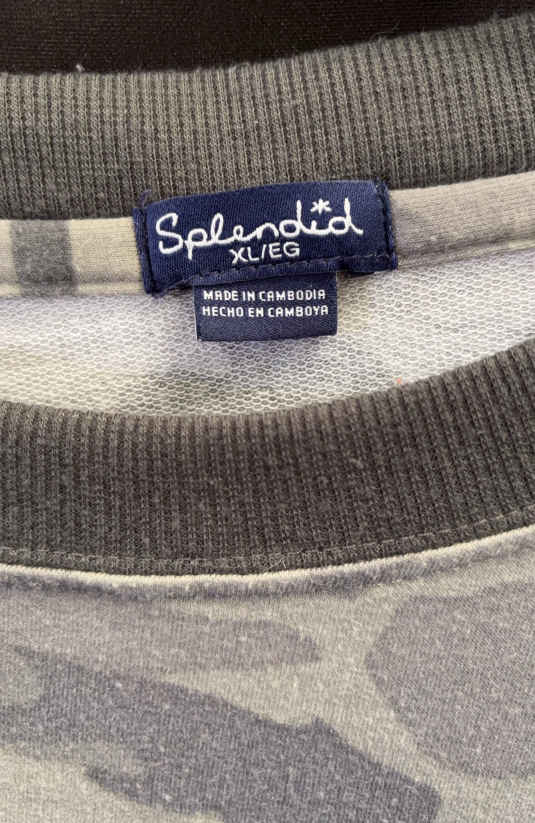 Splendid
XL/EG
MADE IN CAMBODIA
HECHO EN CAMBOYA